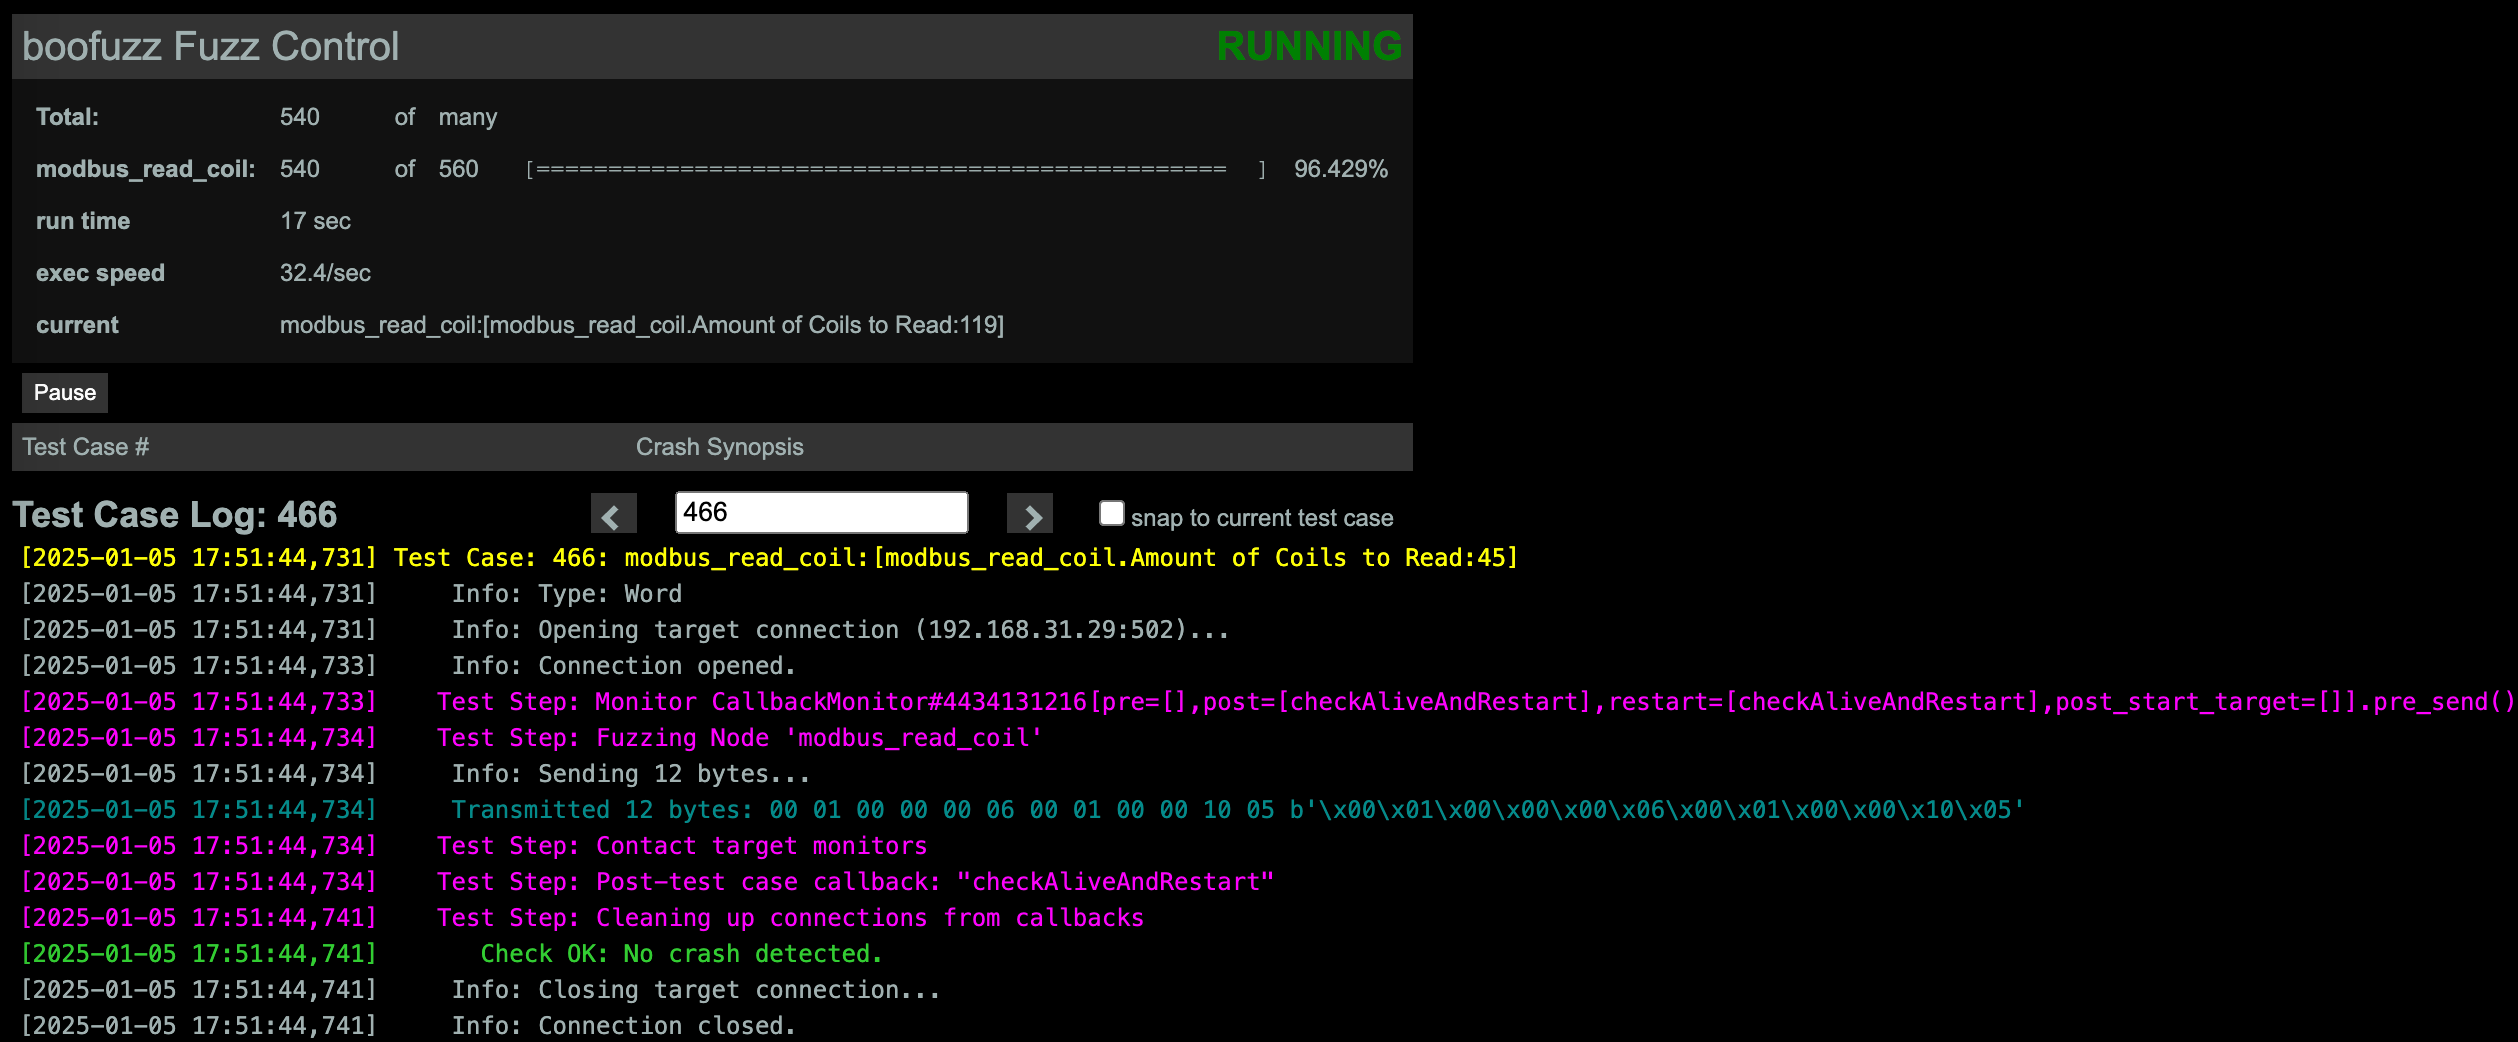 boofuzz Fuzz Control RUNNING
Total: 540 of many
modbus_read_coil: 540 of 560 [================================================ ] 96.429%
run time 17 sec
exec speed 32.4/sec
current modbus_read_coil:[modbus_read_coil.Amount of Coils to Read:119]
Pause
Test Case # Crash Synopsis
Test Case Log: 466 < 466 > snap to current test case
[2025-01-05 17:51:44,731] Test Case: 466: modbus_read_coil:[modbus_read_coil.Amount of Coils to Read:45]
[2025-01-05 17:51:44,731] Info: Type: Word
[2025-01-05 17:51:44,731] Info: Opening target connection (192.168.31.29:502)...
[2025-01-05 17:51:44,733] Info: Connection opened.
[2025-01-05 17:51:44,733] Test Step: Monitor CallbackMonitor#4434131216[pre=[],post=[checkAliveAndRestart],restart=[checkAliveAndRestart],post_start_target=[]].pre_send()
[2025-01-05 17:51:44,734] Test Step: Fuzzing Node 'modbus_read_coil'
[2025-01-05 17:51:44,734] Info: Sending 12 bytes...
[2025-01-05 17:51:44,734] Transmitted 12 bytes: 00 01 00 00 00 06 00 01 00 00 10 05 b'\x00\x01\x00\x00\x00\x06\x00\x01\x00\x00\x10\x05'
[2025-01-05 17:51:44,734] Test Step: Contact target monitors
[2025-01-05 17:51:44,734] Test Step: Post-test case callback: "checkAliveAndRestart"
[2025-01-05 17:51:44,741] Test Step: Cleaning up connections from callbacks
[2025-01-05 17:51:44,741] Check OK: No crash detected.
[2025-01-05 17:51:44,741] Info: Closing target connection...
[2025-01-05 17:51:44,741] Info: Connection closed.